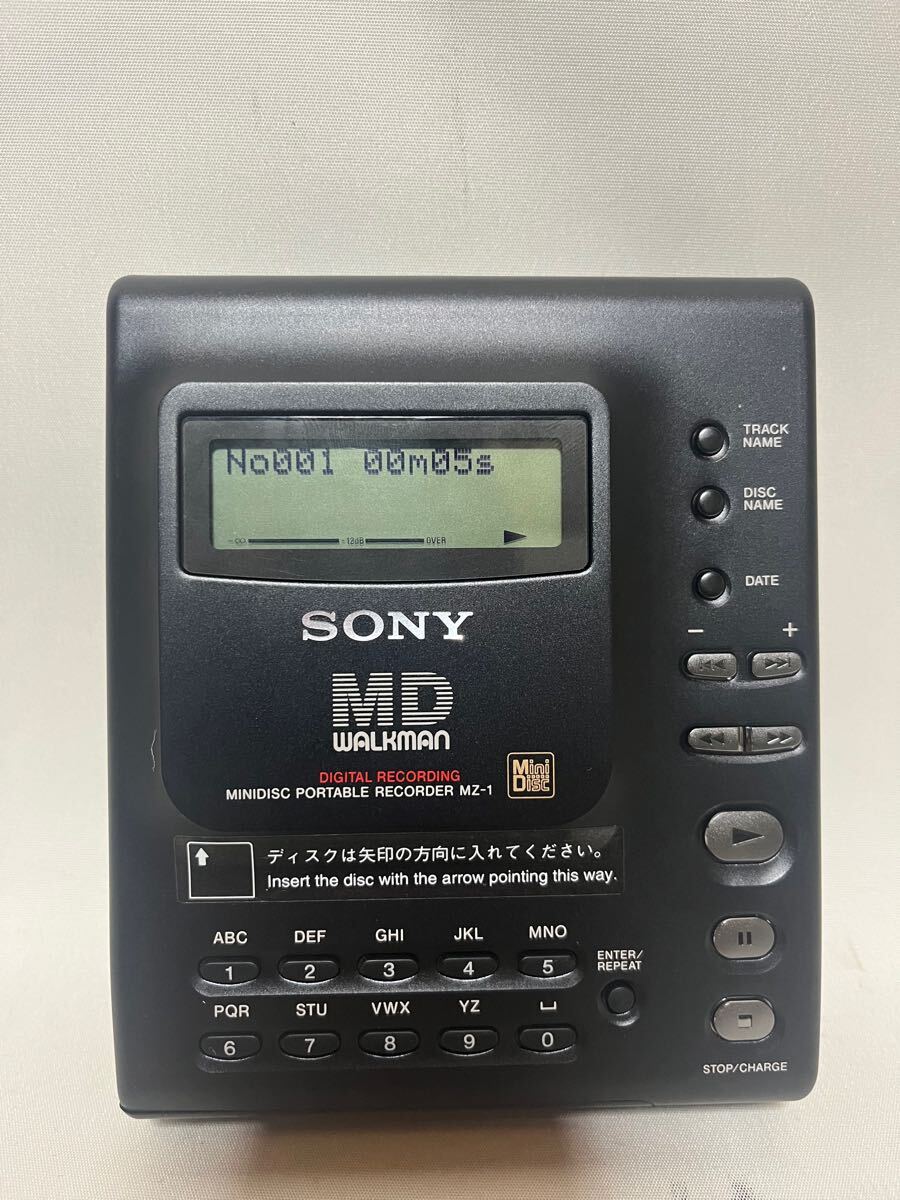 No001 00m05s
-∞ -12dB OVER
TRACK
NAME
DISC
NAME
DATE
- +
SONY
MD
WALKMAN
DIGITAL RECORDING
MINIDISC PORTABLE RECORDER MZ-1
Mini
Disc
ディスクは矢印の方向に入れてください。
Insert the disc with the arrow pointing this way.
ABC DEF GHI JKL MNO
1 2 3 4 5
ENTER/
REPEAT
PQR STU VWX YZ ␣
6 7 8 9 0
STOP/CHARGE